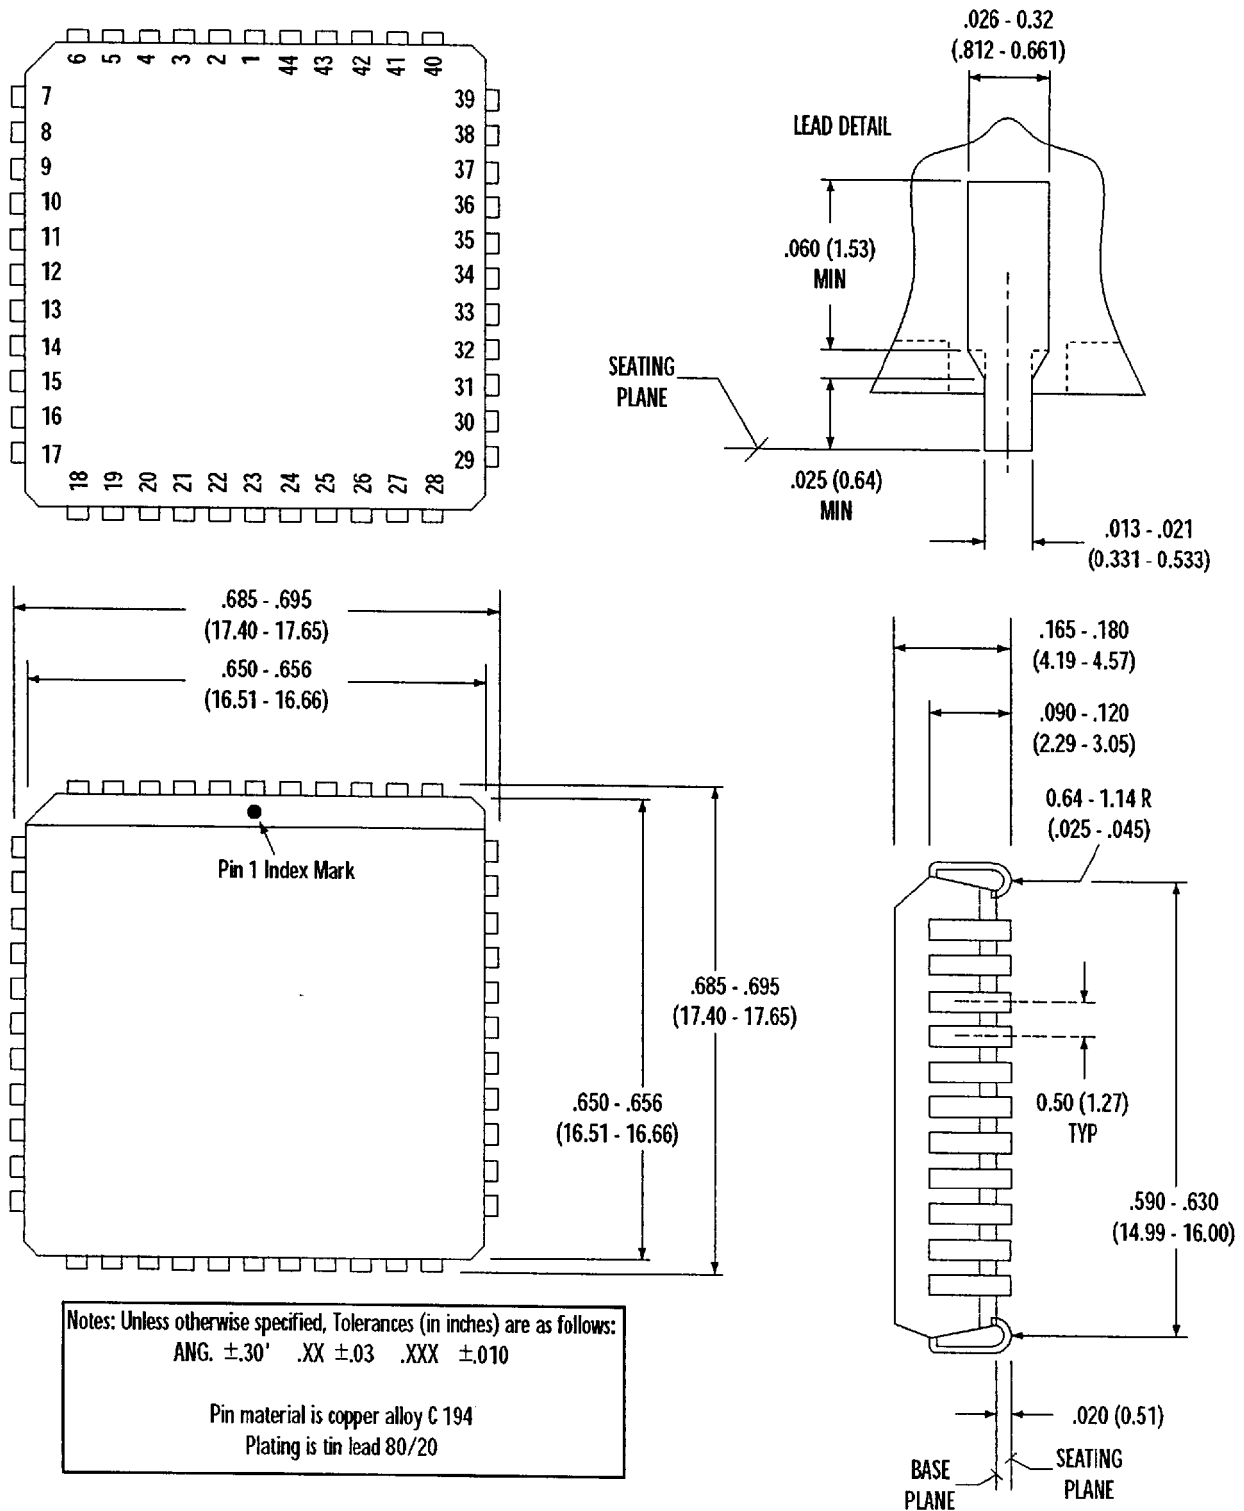 6 5 4 3 2 1 44 43 42 41 40
7
8
9
10
11
12
13
14
15
16
17
39
38
37
36
35
34
33
32
31
30
29
18 19 20 21 22 23 24 25 26 27 28
.026 - 0.32
(.812 - 0.661)
LEAD DETAIL
.060 (1.53)
MIN
SEATING
PLANE
.025 (0.64)
MIN
.013 - .021
(0.331 - 0.533)
.685 - .695
(17.40 - 17.65)
.650 - .656
(16.51 - 16.66)
Pin 1 Index Mark
.685 - .695
(17.40 - 17.65)
.650 - .656
(16.51 - 16.66)
.165 - .180
(4.19 - 4.57)
.090 - .120
(2.29 - 3.05)
0.64 - 1.14 R
(.025 - .045)
0.50 (1.27)
TYP
.590 - .630
(14.99 - 16.00)
.020 (0.51)
BASE
PLANE
SEATING
PLANE
Notes: Unless otherwise specified, Tolerances (in inches) are as follows:
ANG. ±.30' .XX ±.03 .XXX ±.010
Pin material is copper alloy C 194
Plating is tin lead 80/20